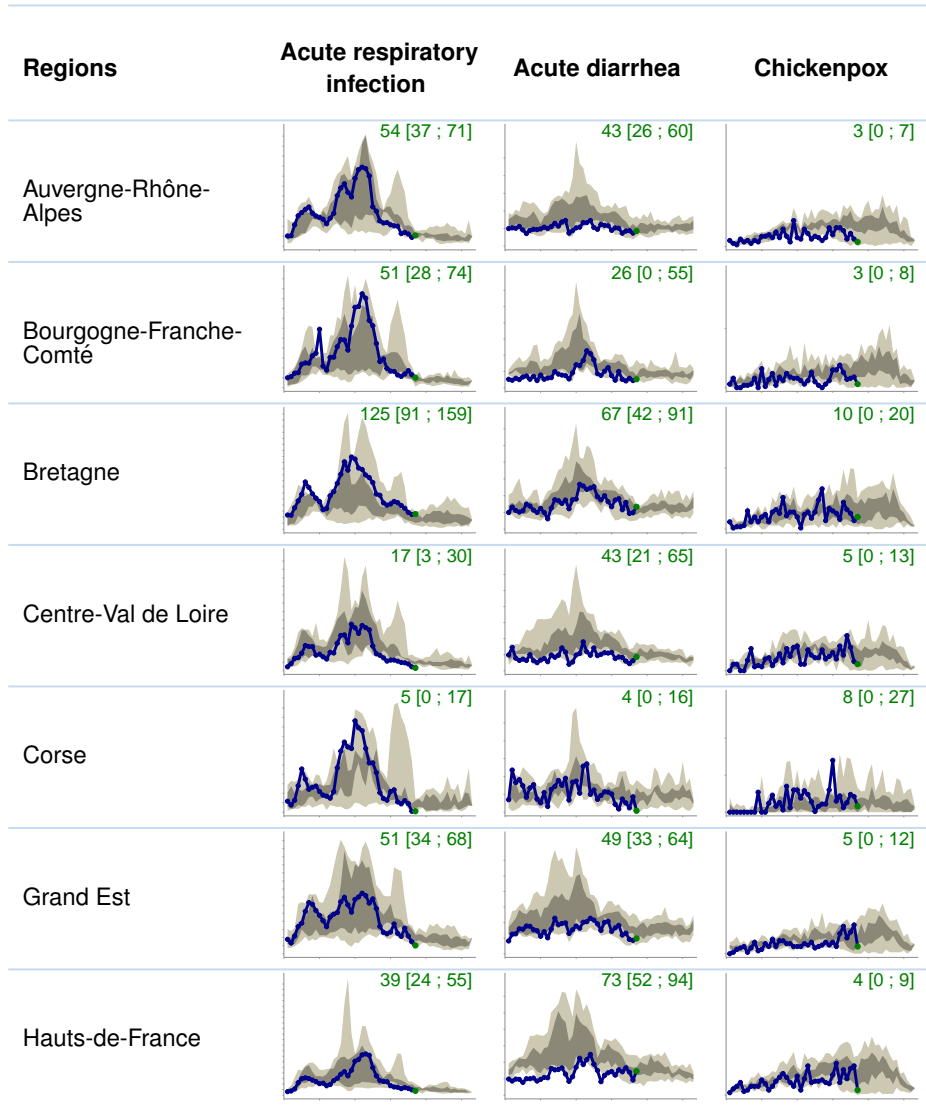 Regions
Acute respiratory
infection
Acute diarrhea
Chickenpox
Auvergne-Rhône-
Alpes
54 [37 ; 71]
43 [26 ; 60]
3 [0 ; 7]
Bourgogne-Franche-
Comté
51 [28 ; 74]
26 [0 ; 55]
3 [0 ; 8]
Bretagne
125 [91 ; 159]
67 [42 ; 91]
10 [0 ; 20]
Centre-Val de Loire
17 [3 ; 30]
43 [21 ; 65]
5 [0 ; 13]
Corse
5 [0 ; 17]
4 [0 ; 16]
8 [0 ; 27]
Grand Est
51 [34 ; 68]
49 [33 ; 64]
5 [0 ; 12]
Hauts-de-France
39 [24 ; 55]
73 [52 ; 94]
4 [0 ; 9]